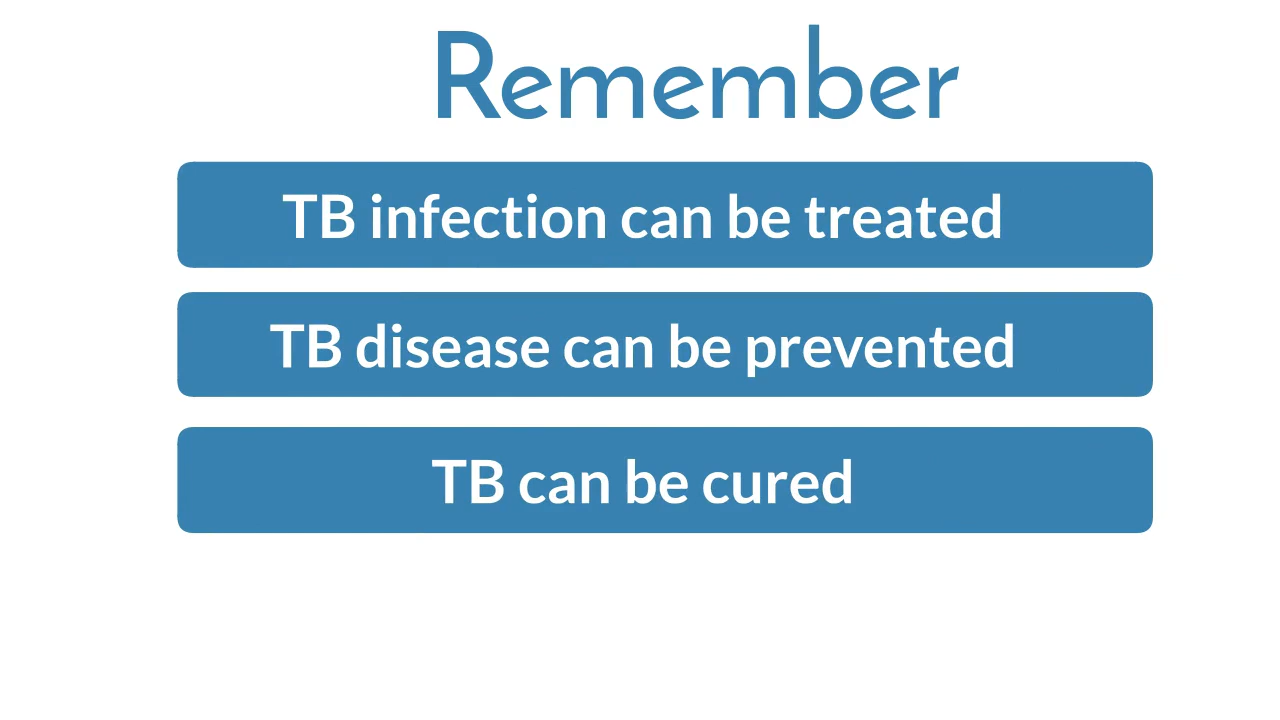 Remember
TB infection can be treated
TB disease can be prevented
TB can be cured